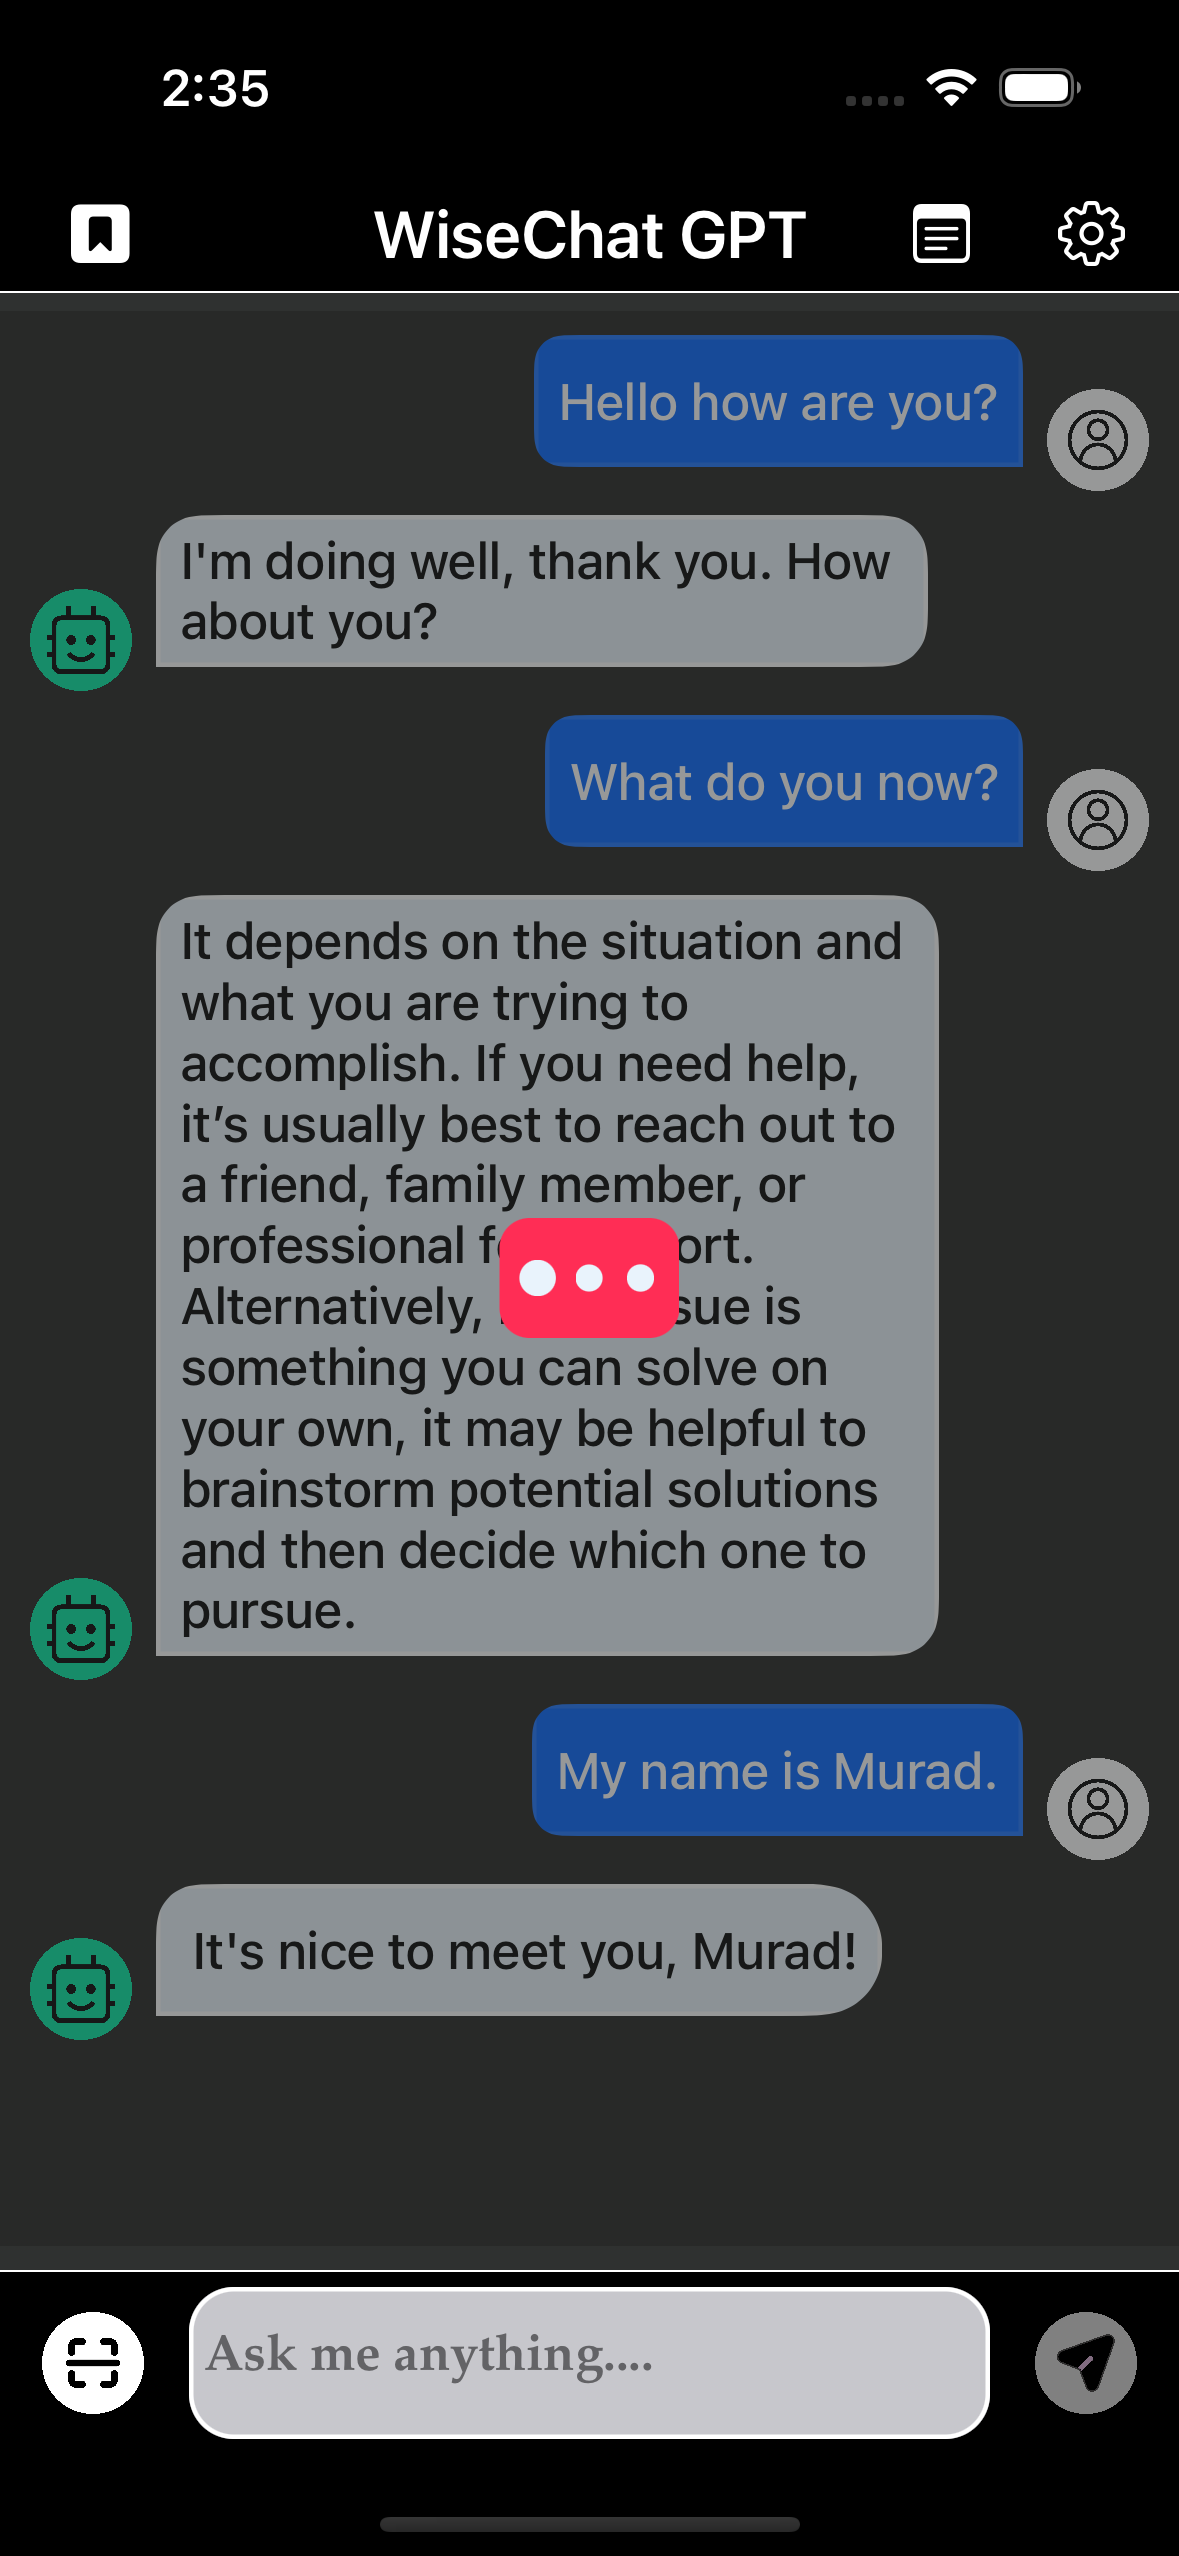 2:35
WiseChat GPT
Hello how are you?
I'm doing well, thank you. How
about you?
What do you now?
It depends on the situation and
what you are trying to
accomplish. If you need help,
it’s usually best to reach out to
a friend, family member, or
professional
Alternatively, is
something you can solve on
your own, it may be helpful to
brainstorm potential solutions
and then decide which one to
pursue.
My name is Murad.
It's nice to meet you, Murad!
Ask me anything....